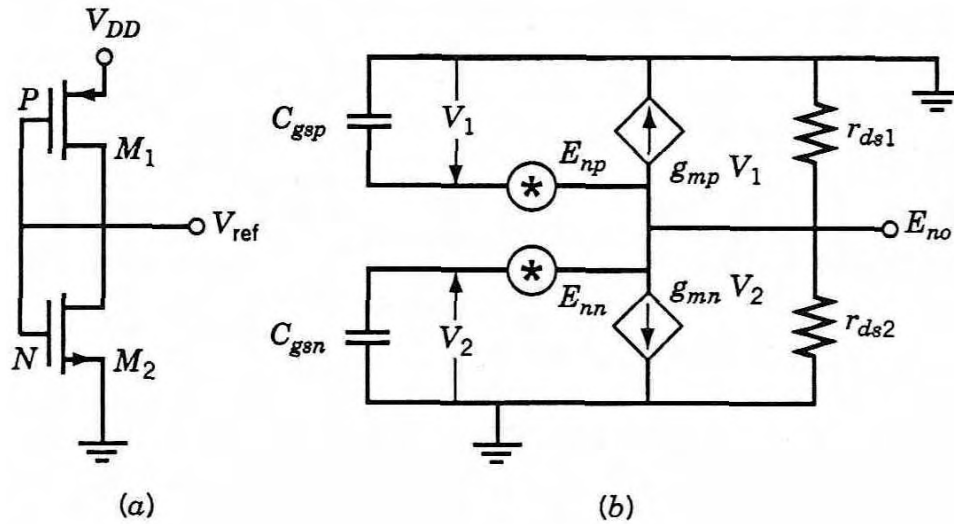 V_DD
P
M_1
V_ref
N
M_2
(a)
C_gsp
V_1
E_np
g_mp V_1
r_ds1
E_no
C_gsn
V_2
E_nn
g_mn V_2
r_ds2
(b)